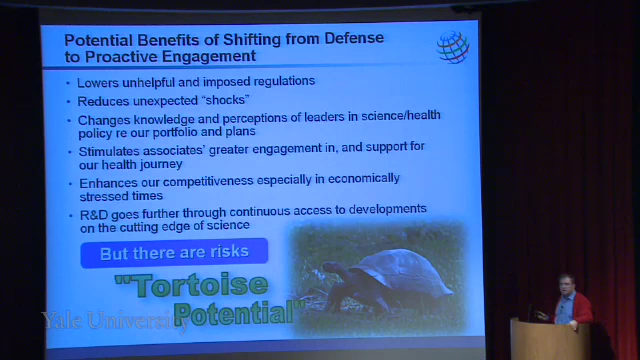 Potential Benefits of Shifting from Defense
to Proactive Engagement
• Lowers unhelpful and imposed regulations
• Reduces unexpected “shocks”
• Changes knowledge and perceptions of leaders in science/health
policy re our portfolio and plans
• Stimulates associates' greater engagement in, and support for
our health journey
• Enhances our competitiveness especially in economically
stressed times
• R&D goes further through continuous access to developments
on the cutting edge of science
But there are risks
"Tortoise
Potential"
Yale University